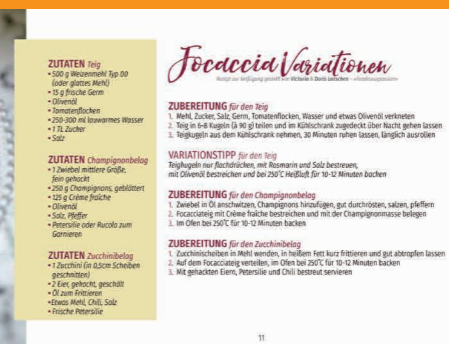 ZUTATEN Teig
• 500 g Weizenmehl Typ 00
(oder glattes Mehl)
• 15 g frische Germ
• Olivenöl
• Tomatenflocken
• 250-300 ml lauwarmes Wasser
• 1 TL Zucker
• Salz
ZUTATEN Champignonbelag
• 1 Zwiebel mittlere Größe,
fein gehackt
• 250 g Champignons, geblättert
• 125 g Crème fraîche
• Olivenöl
• Salz, Pfeffer
• Petersilie oder Rucola zum
Garnieren
ZUTATEN Zucchinibelag
• 1 Zucchini (in 0,5cm Scheiben
geschnitten)
• 2 Eier, gekocht, geschält
• Öl zum Frittieren
•Etwas Mehl, Chili, Salz
• Frische Petersilie
Focaccia Variationen
Rezept zur Verfügung gestellt von Victoria & Doris
ZUBEREITUNG für den Teig
1. Mehl, Zucker, Salz, Germ, Tomatenflocken, Wasser und etwas Olivenöl verkneten
2. Teig in 6-8 Kugeln (à 90 g) teilen und im Kühlschrank zugedeckt über Nacht gehen lassen
3. Teigkugeln aus dem Kühlschrank nehmen, 30 Minuten ruhen lassen, länglich ausrollen
VARIATIONSTIPP für den Teig
Teigkugeln nur flachdrücken, mit Rosmarin und Salz bestreuen,
mit Olivenöl bestreichen und bei 250°C Heißluft für 10-12 Minuten backen
ZUBEREITUNG für den Champignonbelag
1. Zwiebel in Öl anschwitzen, Champignons hinzufügen, gut durchrösten, salzen, pfeffern
2. Focacciateig mit Crème fraîche bestreichen und mit der Champignonmasse belegen
3. Im Ofen bei 250°C für 10-12 Minuten backen
ZUBEREITUNG für den Zucchinibelag
1. Zucchinischeiben in Mehl wenden, in heißem Fett kurz frittieren und gut abtropfen lassen
2. Auf dem Focacciateig verteilen, im Ofen bei 250°C für 10-12 Minuten backen
3. Mit gehackten Eiern, Petersilie und Chili bestreut servieren
11